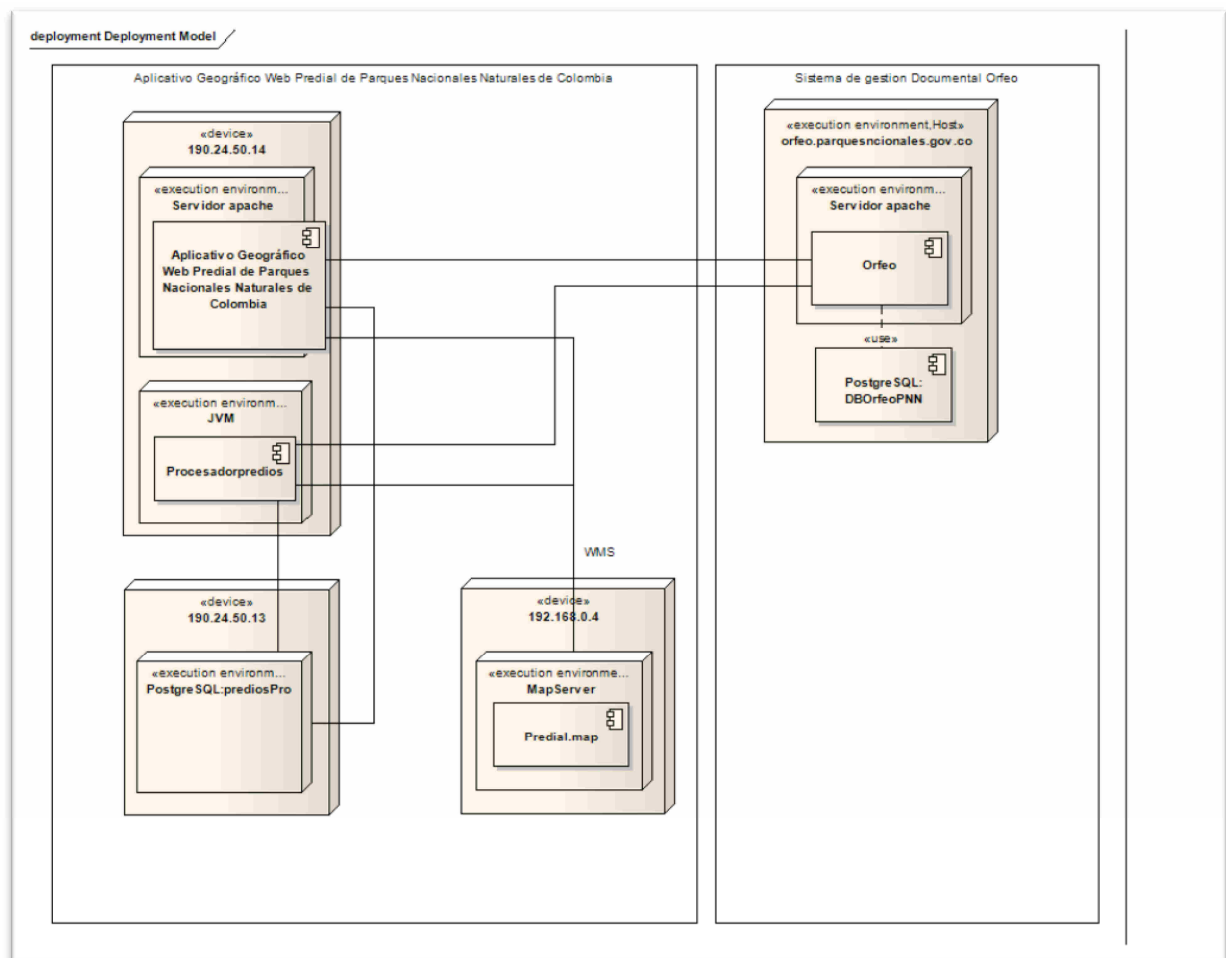 deployment Deployment Model
Aplicativo Geográfico Web Predial de Parques Nacionales Naturales de Colombia
«device»
190.24.50.14
«execution environm...
Servidor apache
Aplicativo Geográfico
Web Predial de Parques
Nacionales Naturales de
Colombia
«execution environm...
JVM
Procesadorpredios
«device»
190.24.50.13
«execution environm...
PostgreSQL:prediosPro
WMS
«device»
192.168.0.4
«execution environme...
MapServer
Predial.map
Sistema de gestion Documental Orfeo
«execution environment,Host»
orfeo.parquesncionales.gov.co
«execution environm...
Servidor apache
Orfeo
«use»
PostgreSQL:
DBOrfeoPNN